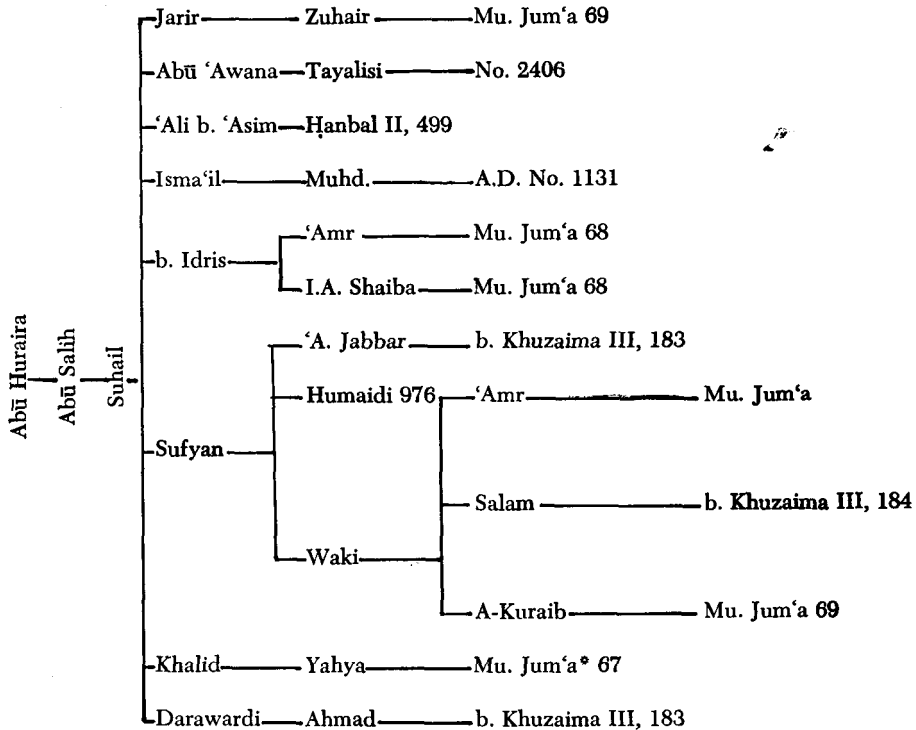 Jarir Zuhair Mu. Jum‘a 69
Abū ‘Awana Tayalisi No. 2406
‘Ali b. ‘Asim Ḥanbal II, 499
Isma‘il Muhd. A.D. No. 1131
‘Amr Mu. Jum‘a 68
b. Idris
I.A. Shaiba Mu. Jum‘a 68
‘A. Jabbar b. Khuzaima III, 183
Abū Huraira Abū Salih Suhail
Humaidi 976 ‘Amr Mu. Jum‘a
Sufyan
Salam b. Khuzaima III, 184
Waki
A-Kuraib Mu. Jum‘a 69
Khalid Yahya Mu. Jum‘a* 67
Darawardi Ahmad b. Khuzaima III, 183